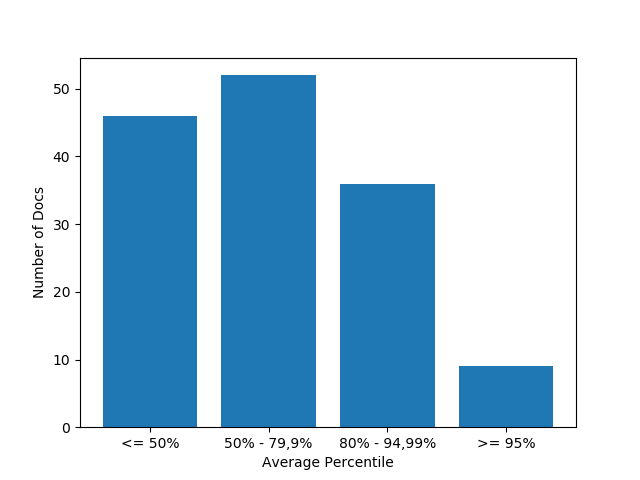 50
40
30
20
10
0
Number of Docs
<= 50%
50% - 79,9%
80% - 94,99%
>= 95%
Average Percentile